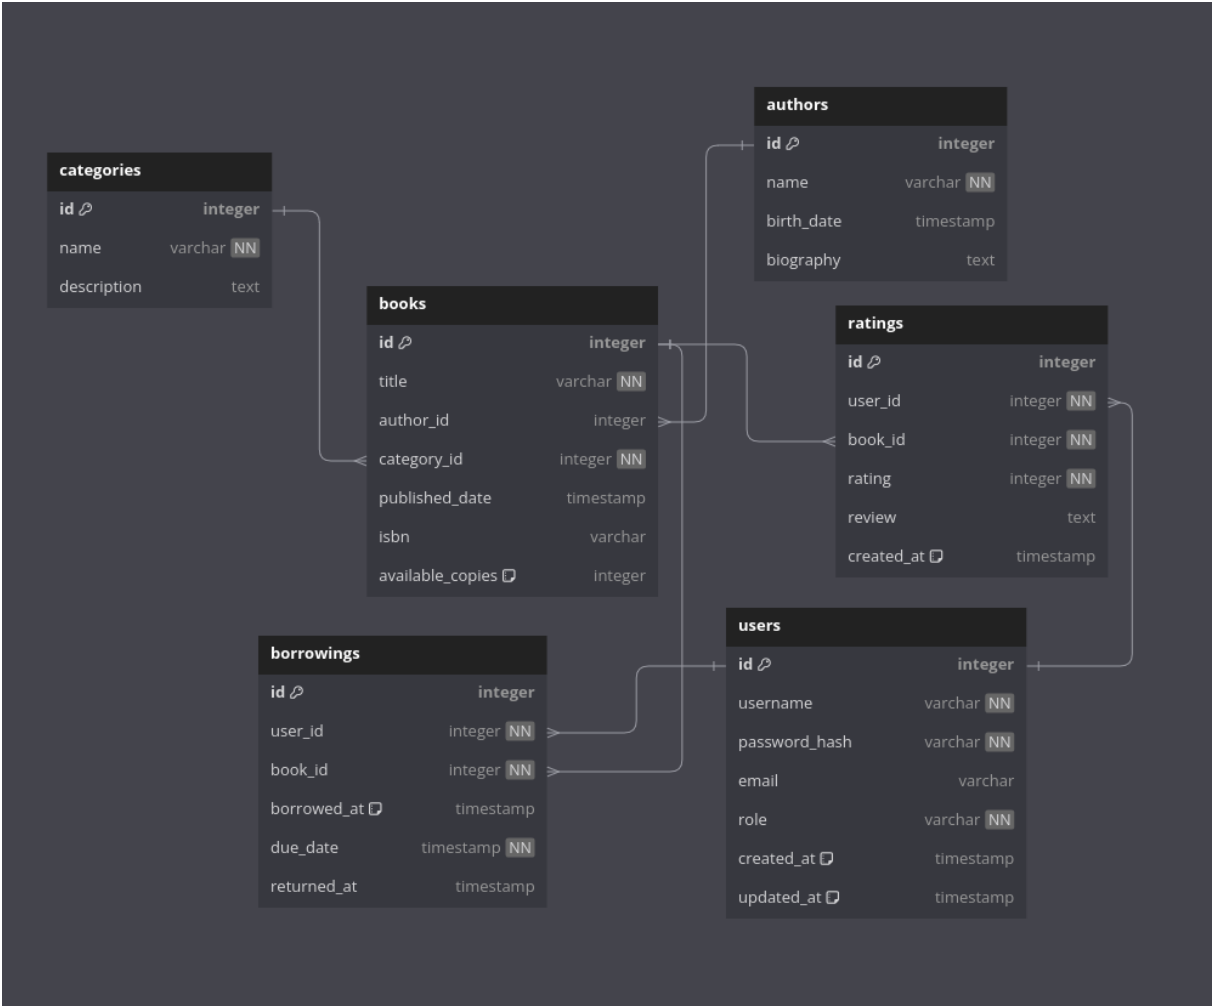 categories
id integer
name varchar NN
description text
authors
id integer
name varchar NN
birth_date timestamp
biography text
books
id integer
title varchar NN
author_id integer
category_id integer NN
published_date timestamp
isbn varchar
available_copies integer
ratings
id integer
user_id integer NN
book_id integer NN
rating integer NN
review text
created_at timestamp
borrowings
id integer
user_id integer NN
book_id integer NN
borrowed_at timestamp
due_date timestamp NN
returned_at timestamp
users
id integer
username varchar NN
password_hash varchar NN
email varchar
role varchar NN
created_at timestamp
updated_at timestamp